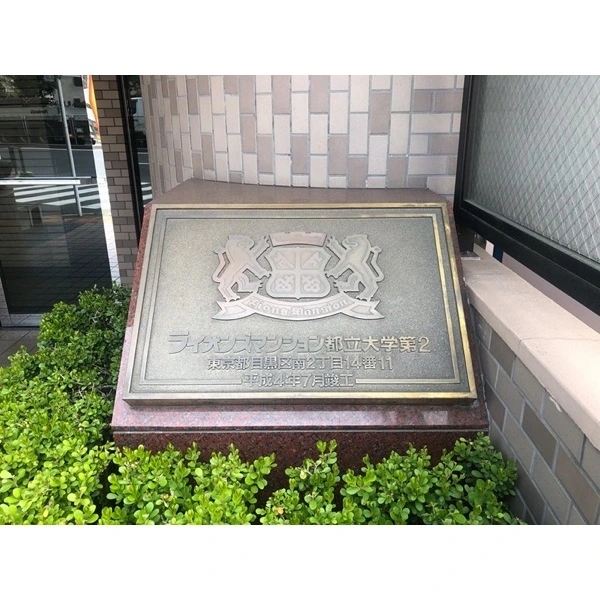 Lions Mansion
ライオンズマンション都立大学第2
東京都目黒区南2丁目14番11
平成4年7月竣工